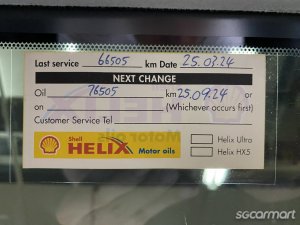 Last service 66505 km Date 25.03.24
NEXT CHANGE
Oil 76505 km 25.09.24 or
on (Whichever occurs first)
Customer Service Tel
Shell
HELIX Motor oils
Helix Ultra
Helix HX5
sgcarmart